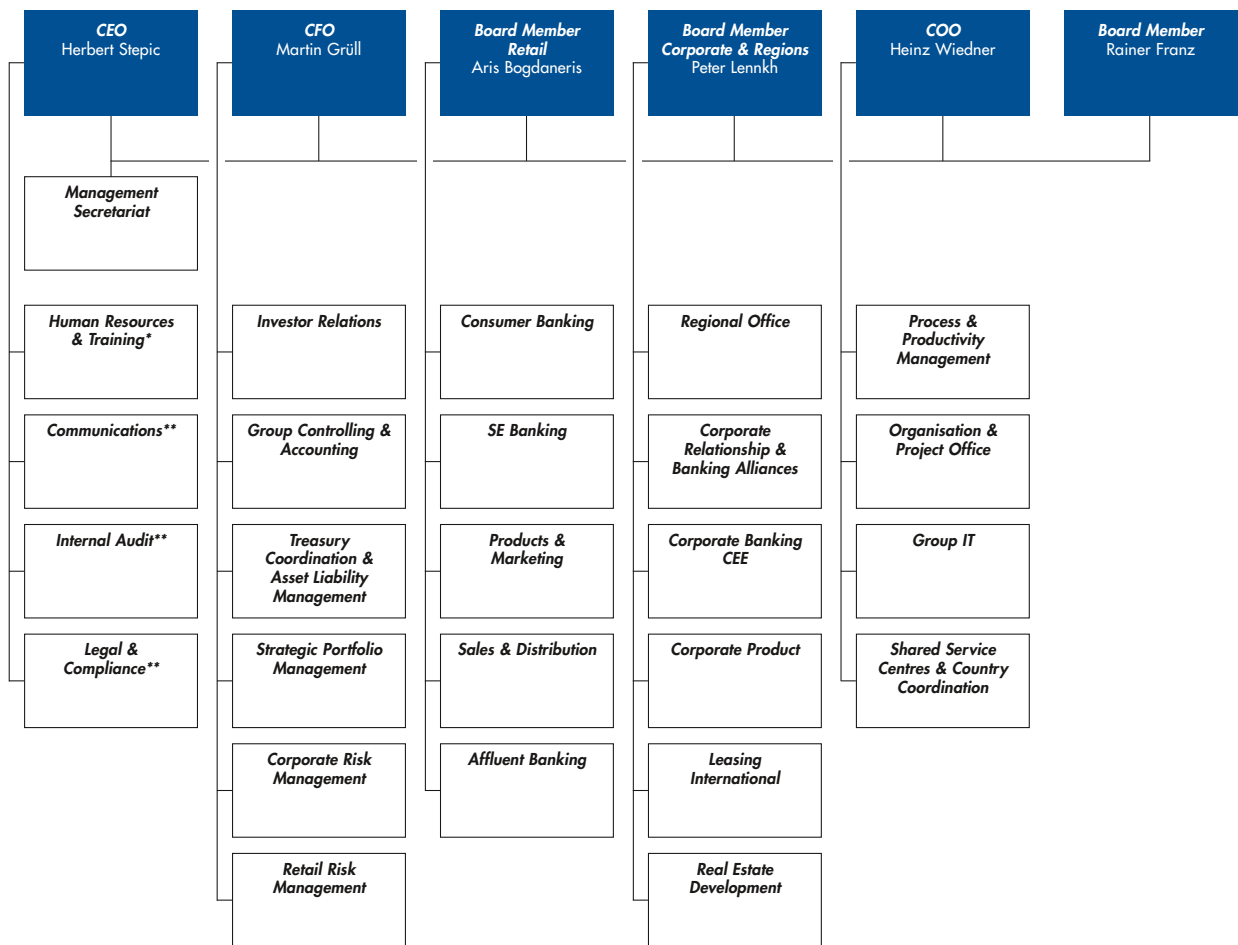 CEO
Herbert Stepic
CFO
Martin Grüll
Board Member
Retail
Aris Bogdaneris
Board Member
Corporate & Regions
Peter Lennkh
COO
Heinz Wiedner
Board Member
Rainer Franz
Management
Secretariat
Human Resources
& Training*
Investor Relations
Consumer Banking
Regional Office
Process &
Productivity
Management
Communications**
Group Controlling &
Accounting
SE Banking
Corporate
Relationship &
Banking Alliances
Organisation &
Project Office
Internal Audit**
Treasury
Coordination &
Asset Liability
Management
Products &
Marketing
Corporate Banking
CEE
Group IT
Legal &
Compliance**
Strategic Portfolio
Management
Sales & Distribution
Corporate Product
Shared Service
Centres & Country
Coordination
Corporate Risk
Management
Affluent Banking
Leasing
International
Retail Risk
Management
Real Estate
Development